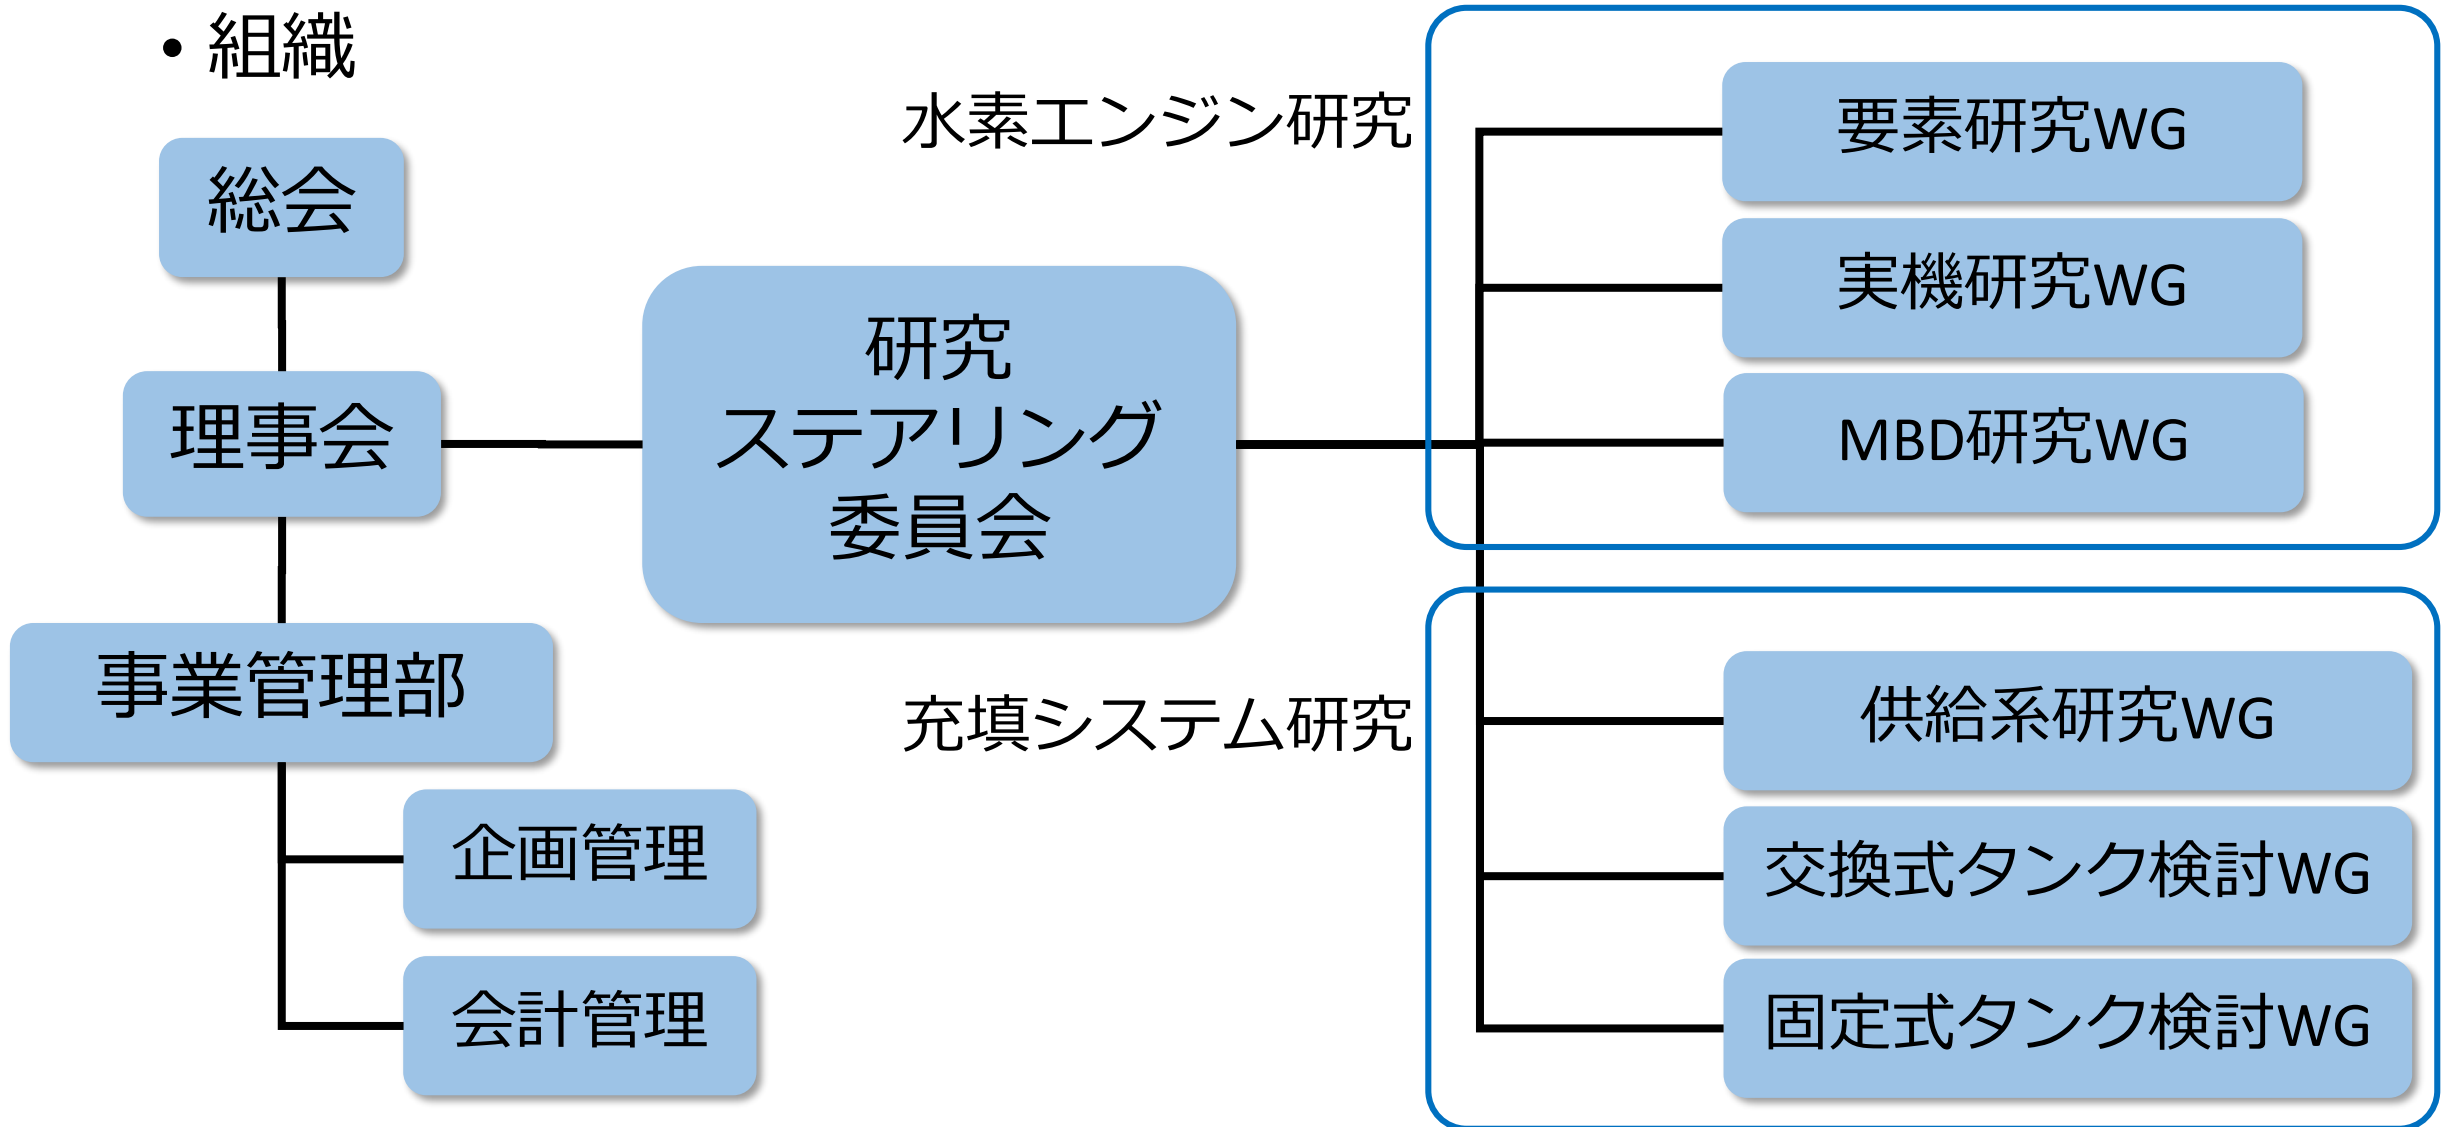 • 組織
総会
理事会
事業管理部
企画管理
会計管理
研究
ステアリング
委員会
水素エンジン研究
要素研究WG
実機研究WG
MBD研究WG
充填システム研究
供給系研究WG
交換式タンク検討WG
固定式タンク検討WG